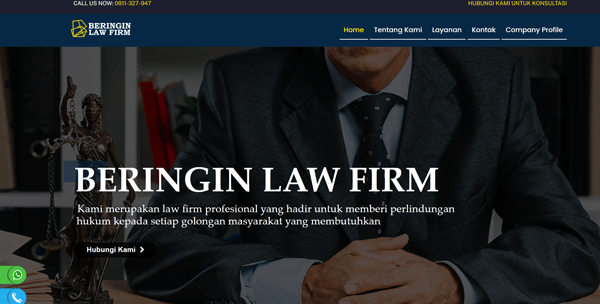 CALL US NOW: 0811-327-947
HUBUNGI KAMI UNTUK KONSULTASI
BERINGIN
LAW FIRM
Home
Tentang Kami
Layanan
Kontak
Company Profile
BERINGIN LAW FIRM
Kami merupakan law firm profesional yang hadir untuk memberi perlindungan
hukum kepada setiap golongan masyarakat yang membutuhkan
Hubungi Kami